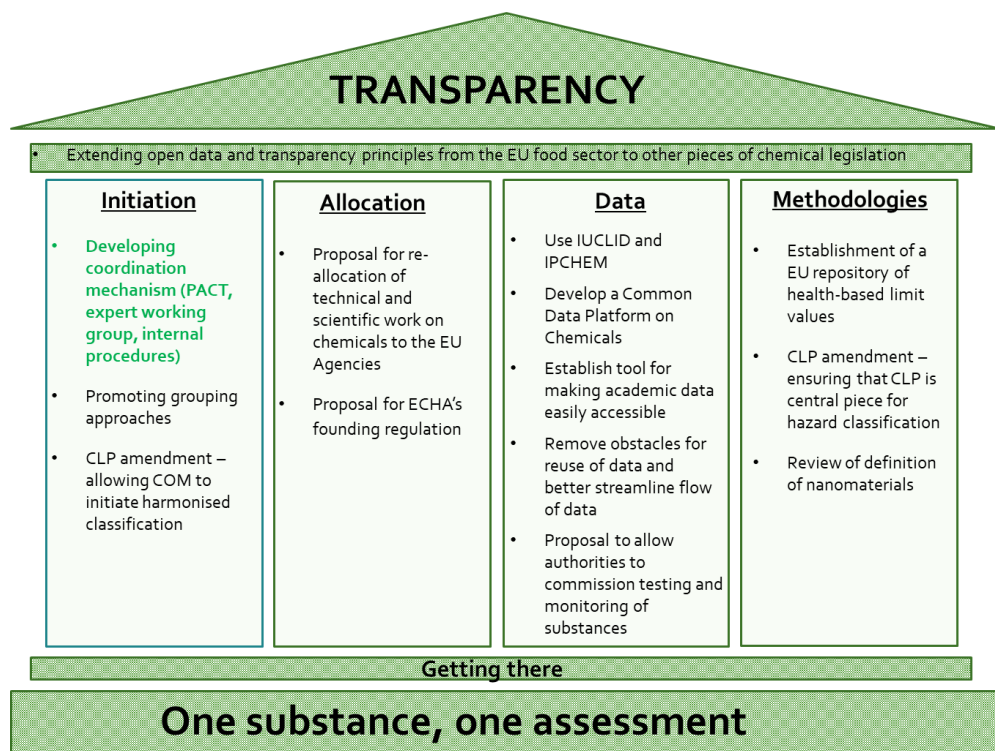 TRANSPARENCY
• Extending open data and transparency principles from the EU food sector to other pieces of chemical legislation
Initiation
• Developing
coordination
mechanism (PACT,
expert working
group, internal
procedures)
• Promoting grouping
approaches
• CLP amendment –
allowing COM to
initiate harmonised
classification
Allocation
• Proposal for re-
allocation of
technical and
scientific work on
chemicals to the EU
Agencies
• Proposal for ECHA's
founding regulation
Data
• Use IUCLID and
IPCHEM
• Develop a Common
Data Platform on
Chemicals
• Establish tool for
making academic data
easily accessible
• Remove obstacles for
reuse of data and
better streamline flow
of data
• Proposal to allow
authorities to
commission testing and
monitoring of
substances
Methodologies
• Establishment of a
EU repository of
health-based limit
values
• CLP amendment –
ensuring that CLP is
central piece for
hazard classification
• Review of definition
of nanomaterials
Getting there
One substance, one assessment